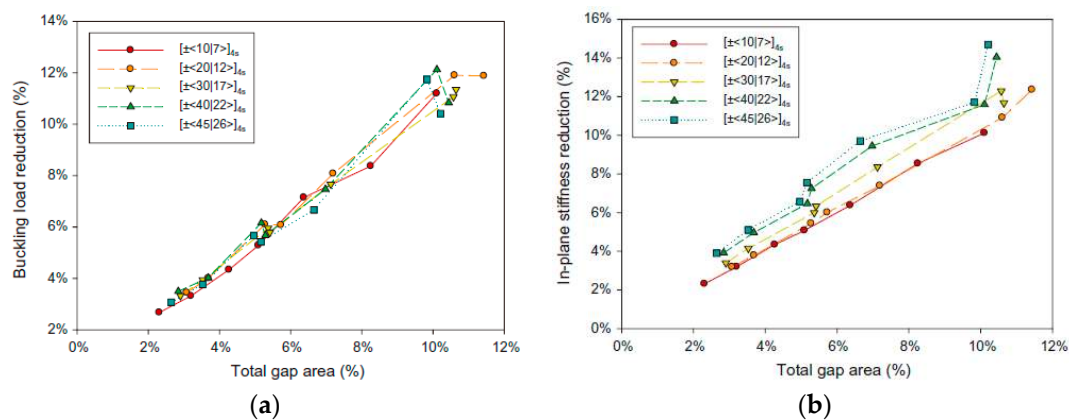 12%
10%
8%
6%
4%
2%
Buckling load reduction (%)
[±<10|7>]4s
[±<20|12>]4s
[±<30|17>]4s
[±<40|22>]4s
[±<45|26>]4s
14%
0% 2% 4% 6% 8% 10% 12%
Total gap area (%)
(a)
16%
14%
12%
10%
8%
6%
4%
2%
0%
In-plane stiffness reduction (%)
[±<10|7>]4s
[±<20|12>]4s
[±<30|17>]4s
[±<40|22>]4s
[±<45|26>]4s
0% 2% 4% 6% 8% 10% 12%
Total gap area (%)
(b)